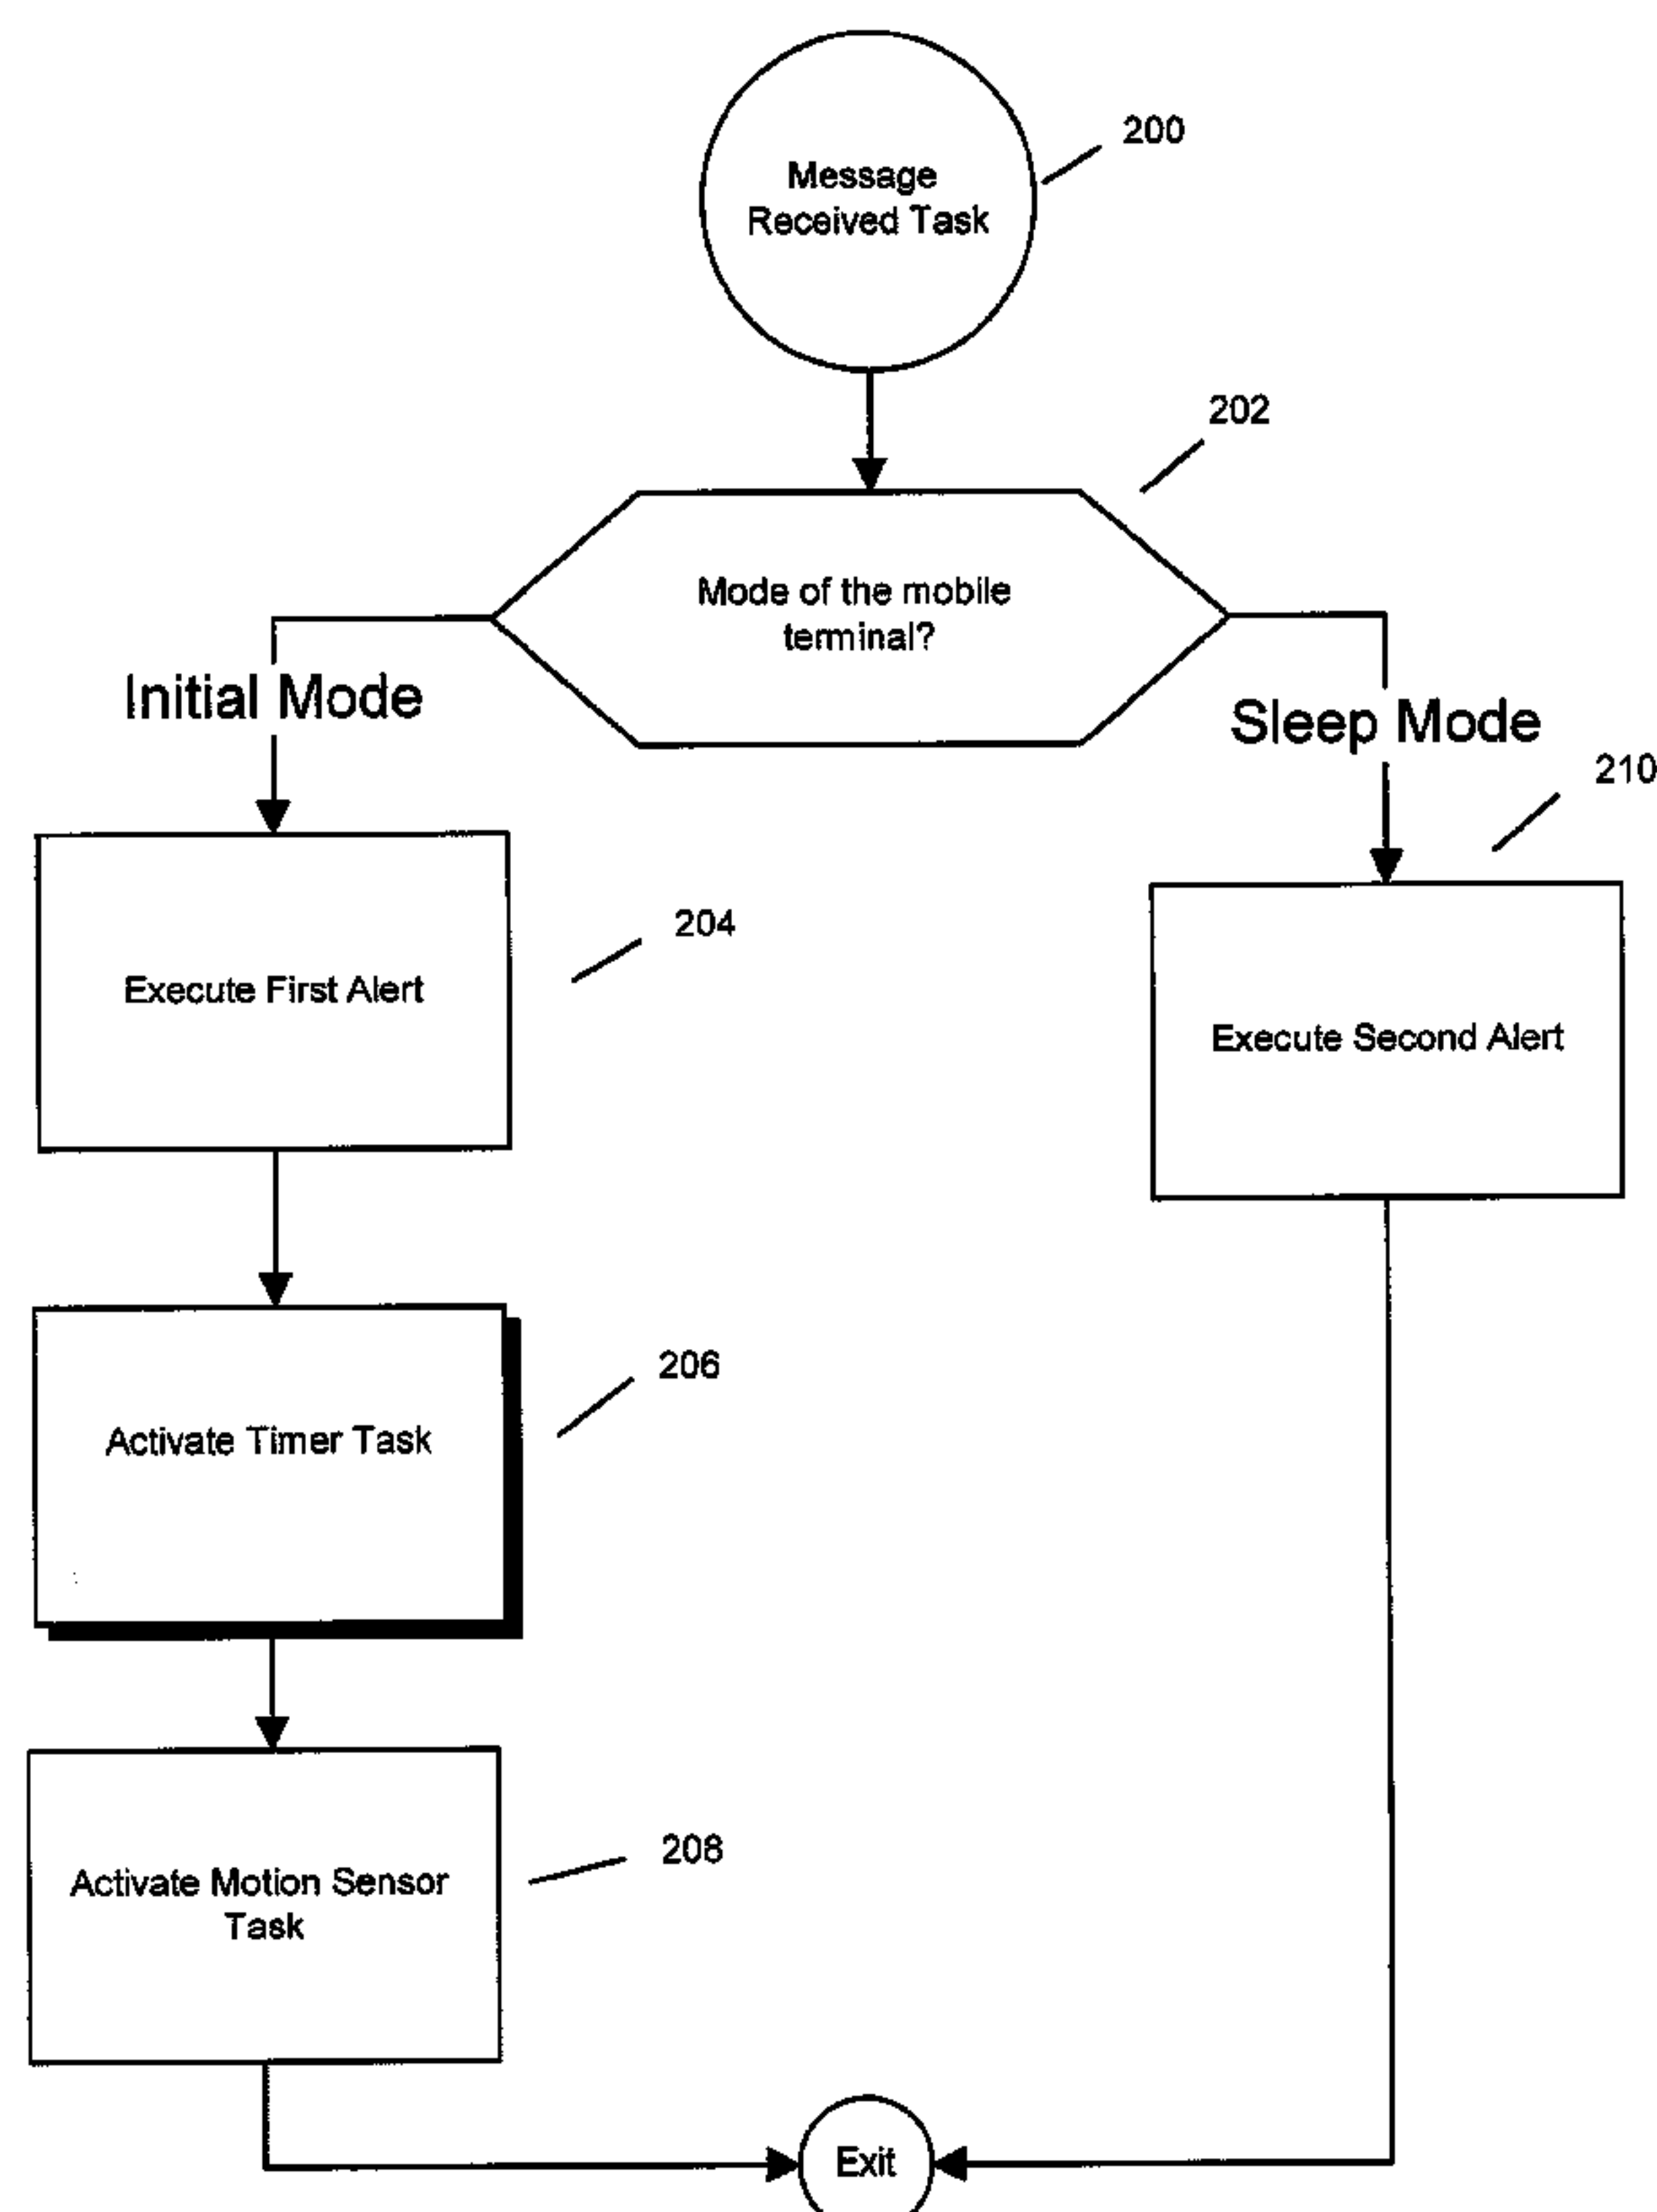 Message
Received Task
200
202
Mode of the mobile
terminal?
Initial Mode
Sleep Mode
210
204
Execute First Alert
Execute Second Alert
206
Activate Timer Task
208
Activate Motion Sensor
Task
Exit